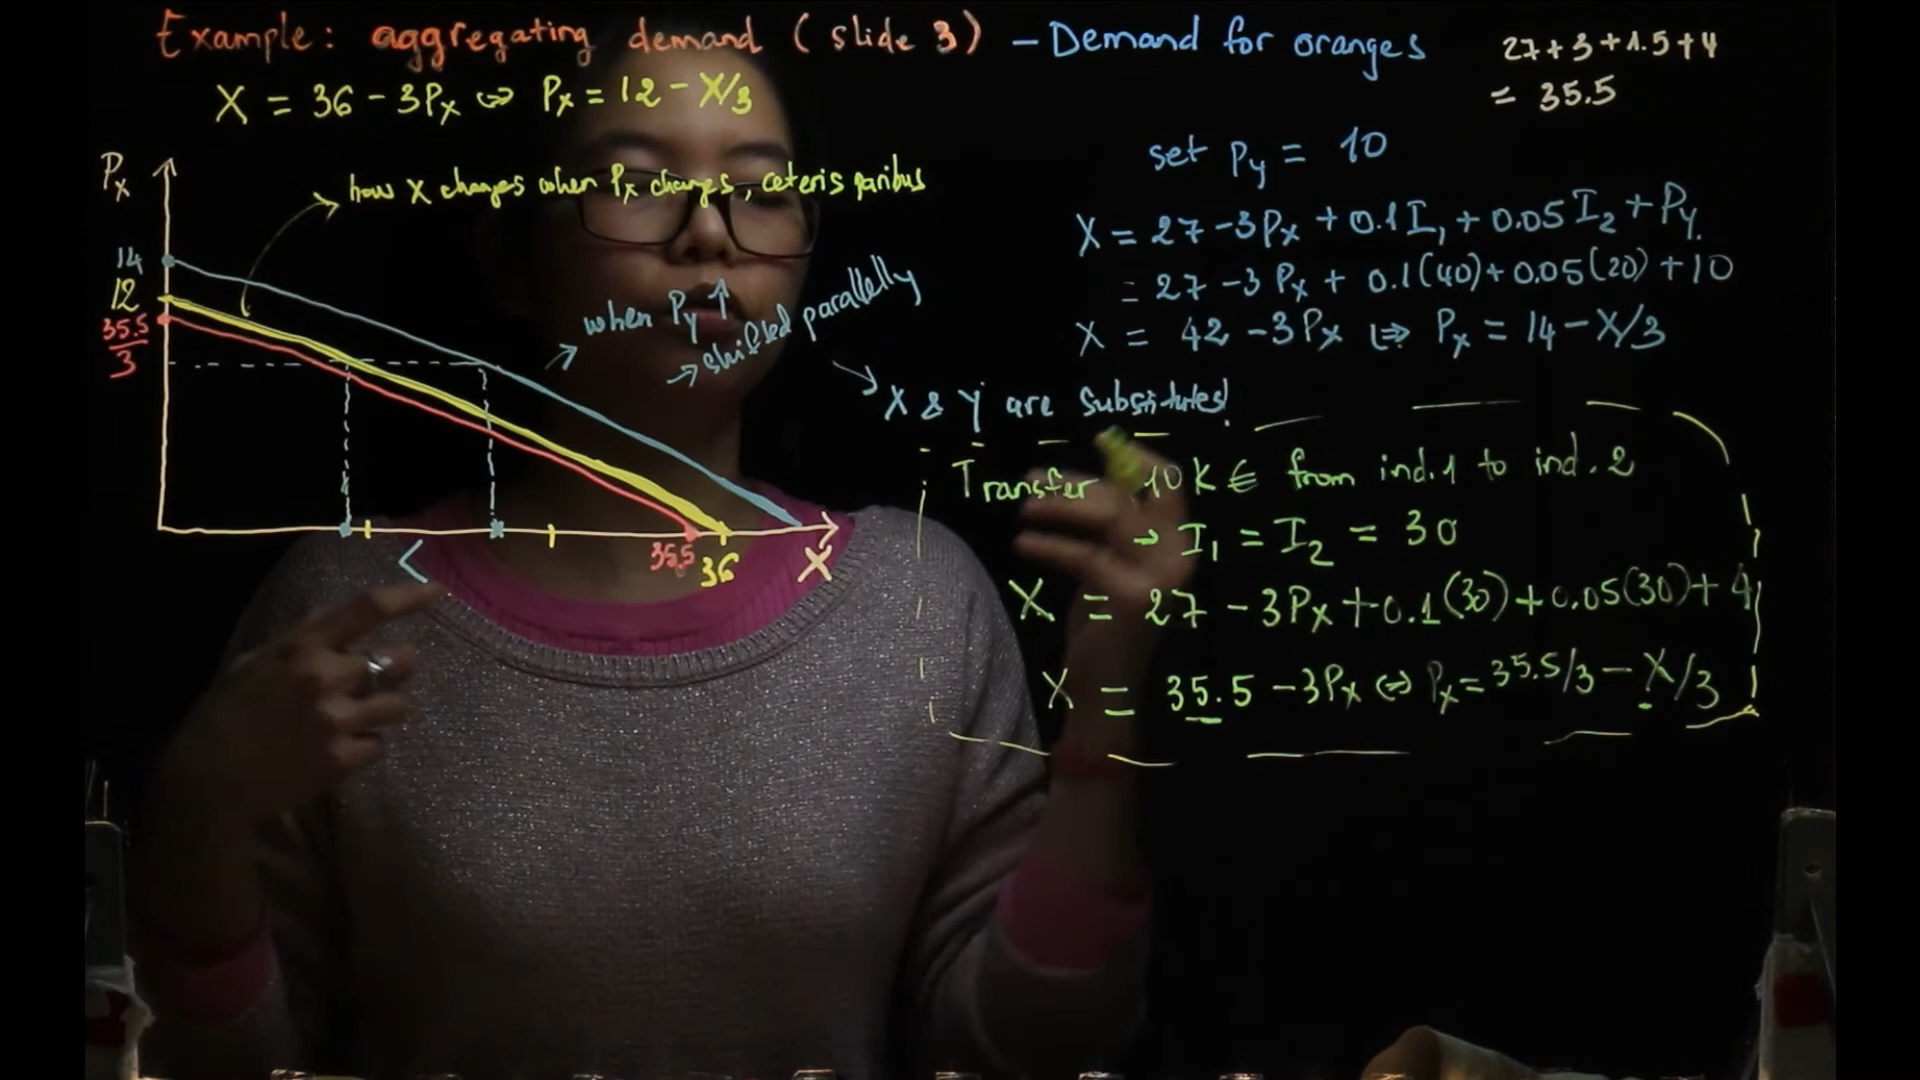 Example: aggregating demand (slide 3) – Demand for oranges
X = 36 - 3Px ⇔ Px = 12 - X/3
27+3+1.5+4
= 35.5
Px
how X changes when Px changes, ceteris paribus
14
12
35.5/3
when Py ↑
→ shifted parallelly
35.5
36
X
<
set Py = 10
X = 27 - 3Px + 0.1 I1 + 0.05 I2 + Py
= 27 - 3Px + 0.1(40) + 0.05(20) + 10
X = 42 - 3Px ⇔ Px = 14 - X/3
→ X & Y are substitutes!
Transfer 10K€ from ind.1 to ind.2
→ I1 = I2 = 30
X = 27 - 3Px + 0.1(30) + 0.05(30) + 4
X = 35.5 - 3Px ⇔ Px = 35.5/3 - X/3